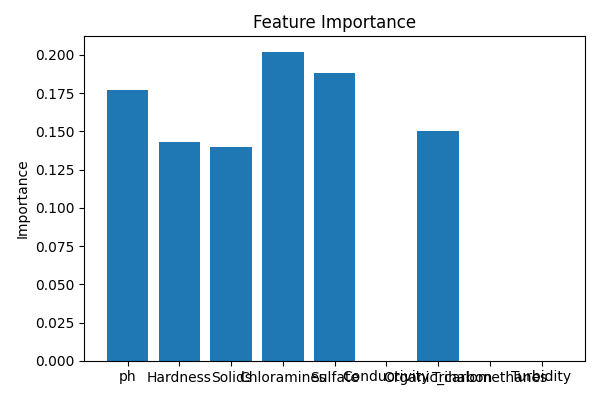 Feature Importance
Importance
0.200
0.175
0.150
0.125
0.100
0.075
0.050
0.025
0.000
ph
Hardness
Solids
Chloramines
Sulfate
Conductivity
Organic_carbon
Trihalomethanes
Turbidity